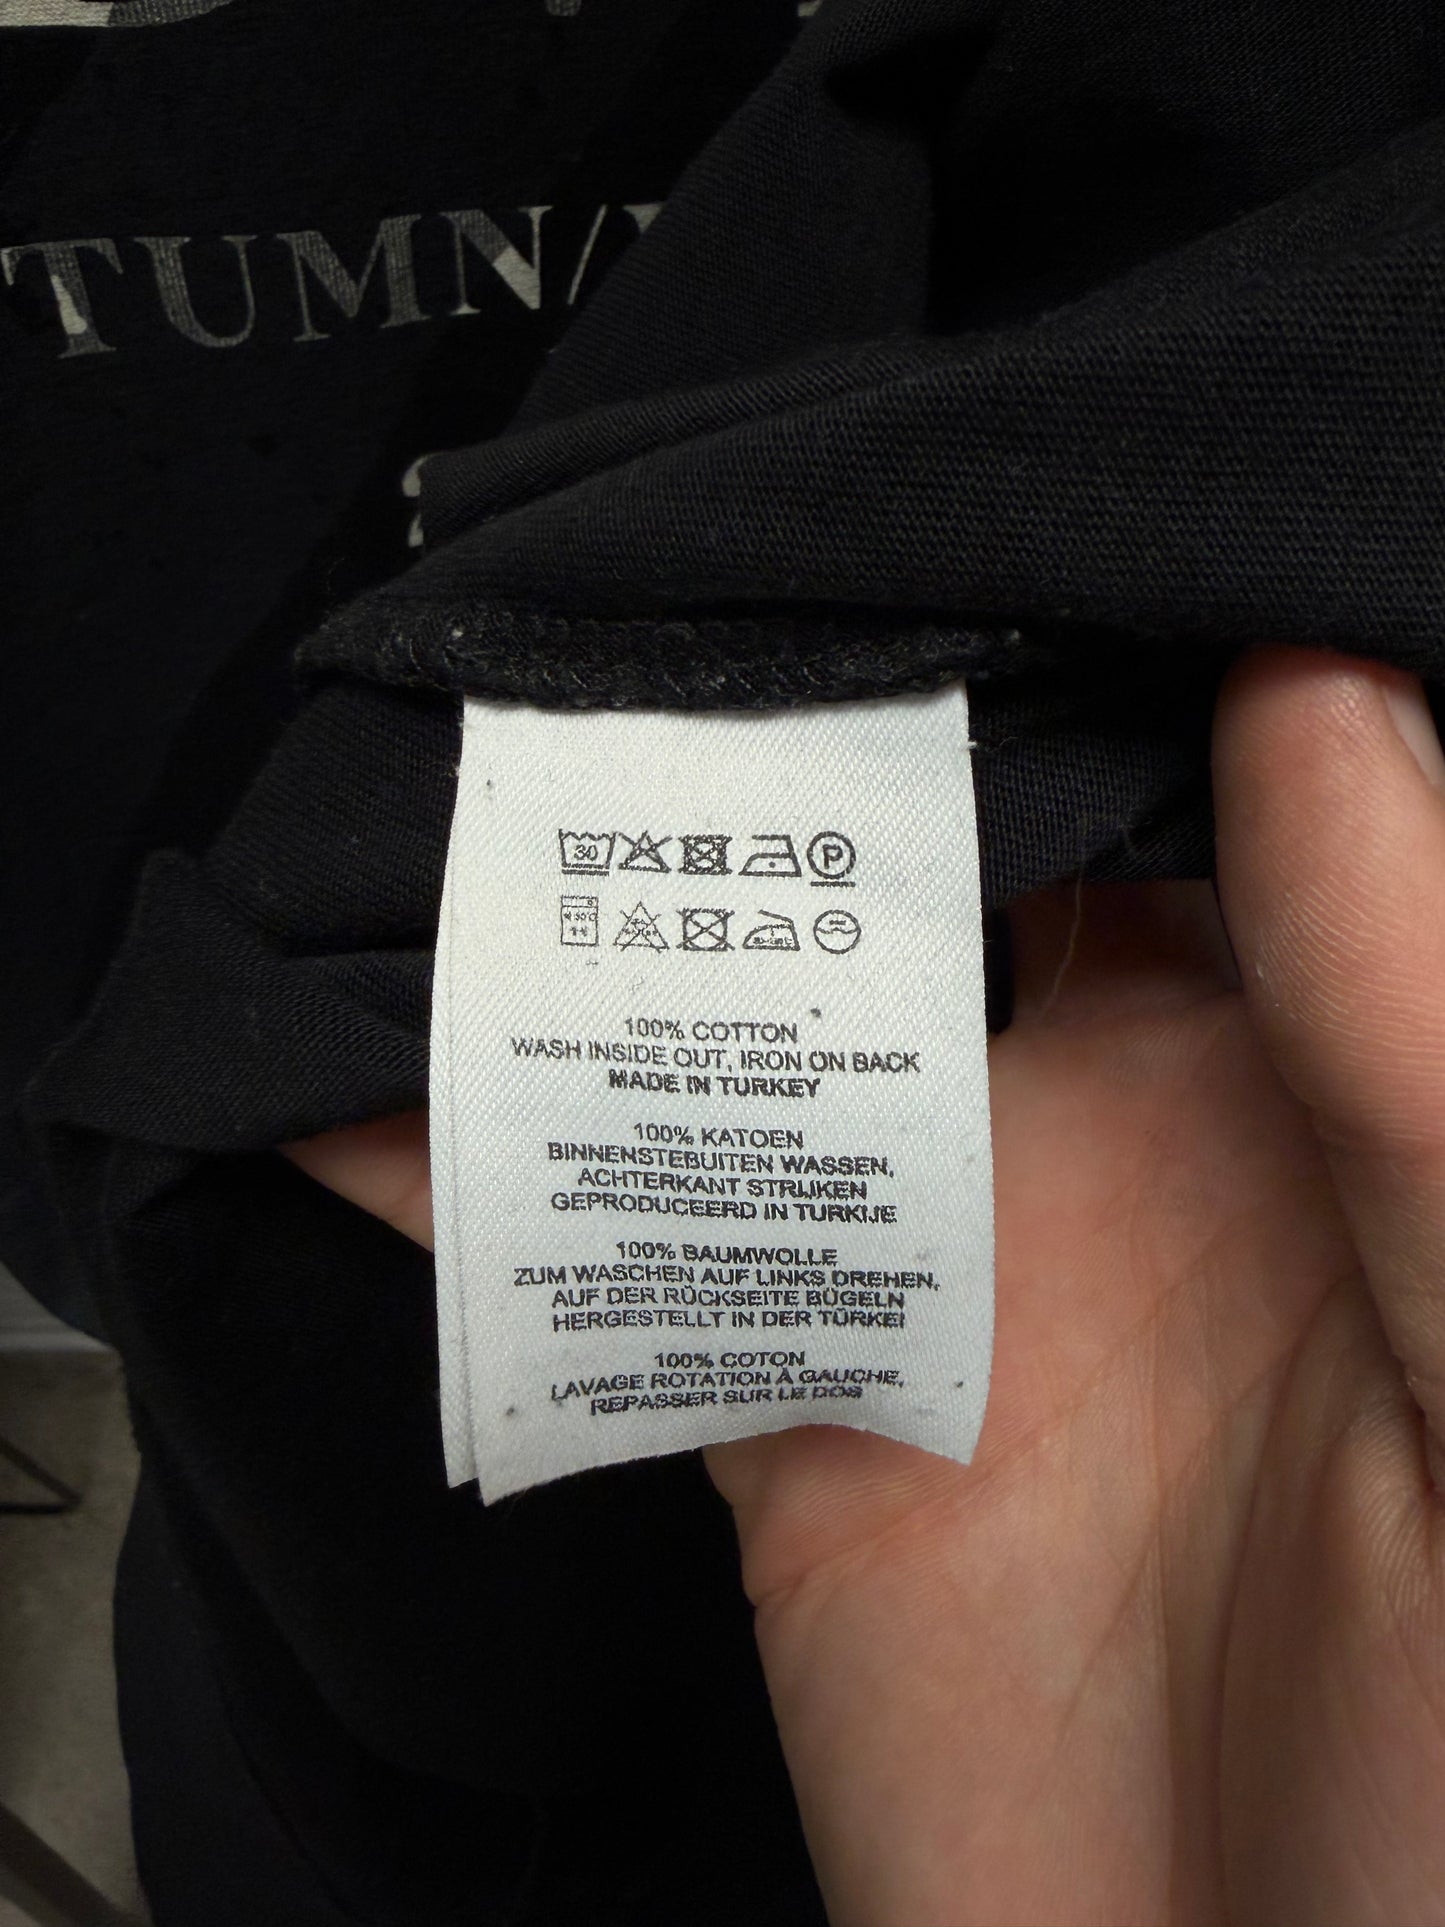 TUMN/
30
P
100% COTTON
WASH INSIDE OUT, IRON ON BACK
MADE IN TURKEY
100% KATOEN
BINNENSTEBUITEN WASSEN,
ACHTERKANT STRIJKEN
GEPRODUCEERD IN TURKIJE
100% BAUMWOLLE
ZUM WASCHEN AUF LINKS DREHEN,
AUF DER RÜCKSEITE BÜGELN
HERGESTELLT IN DER TÜRKEI
100% COTON
LAVAGE ROTATION À GAUCHE,
REPASSER SUR LE DOS